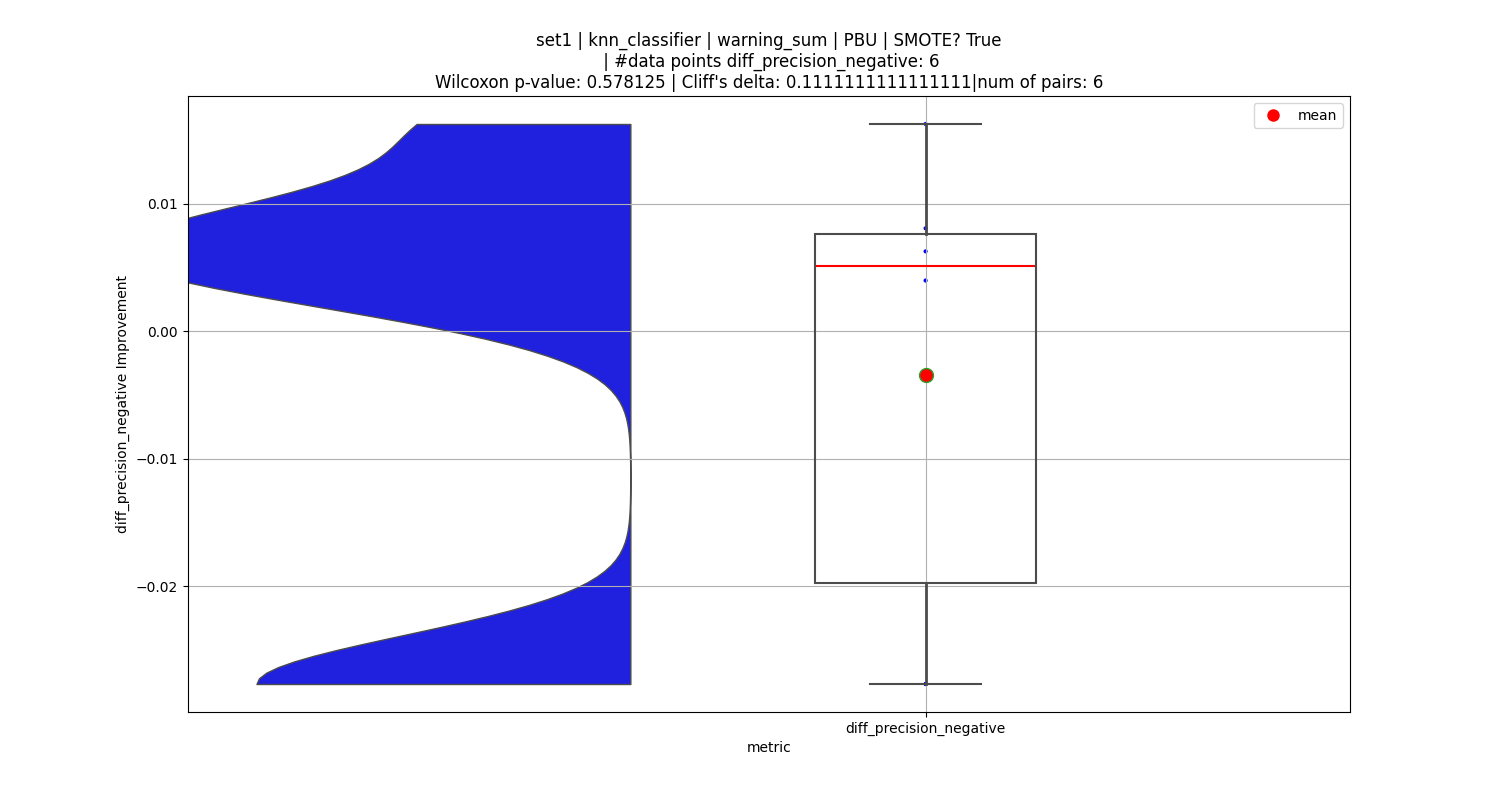 set1 | knn_classifier | warning_sum | PBU | SMOTE? True
| #data points diff_precision_negative: 6
Wilcoxon p-value: 0.578125 | Cliff's delta: 0.1111111111111111|num of pairs: 6
mean
0.01
0.00
−0.01
−0.02
diff_precision_negative Improvement
diff_precision_negative
metric